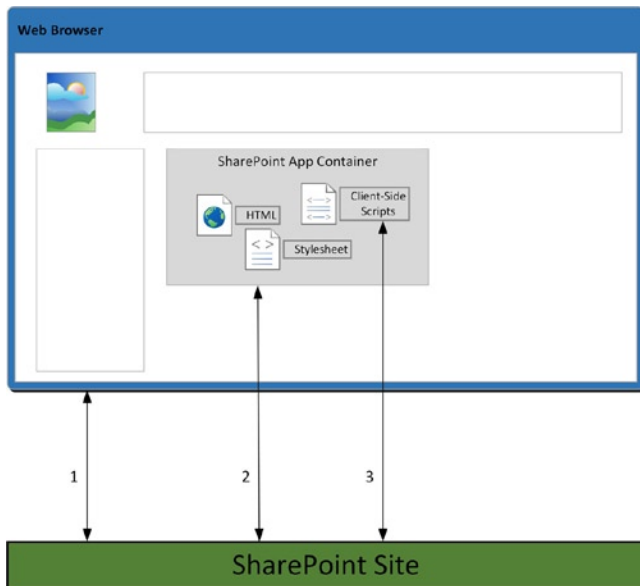 Web Browser
SharePoint App Container
HTML
Client-Side
Scripts
Stylesheet
1
2
3
SharePoint Site